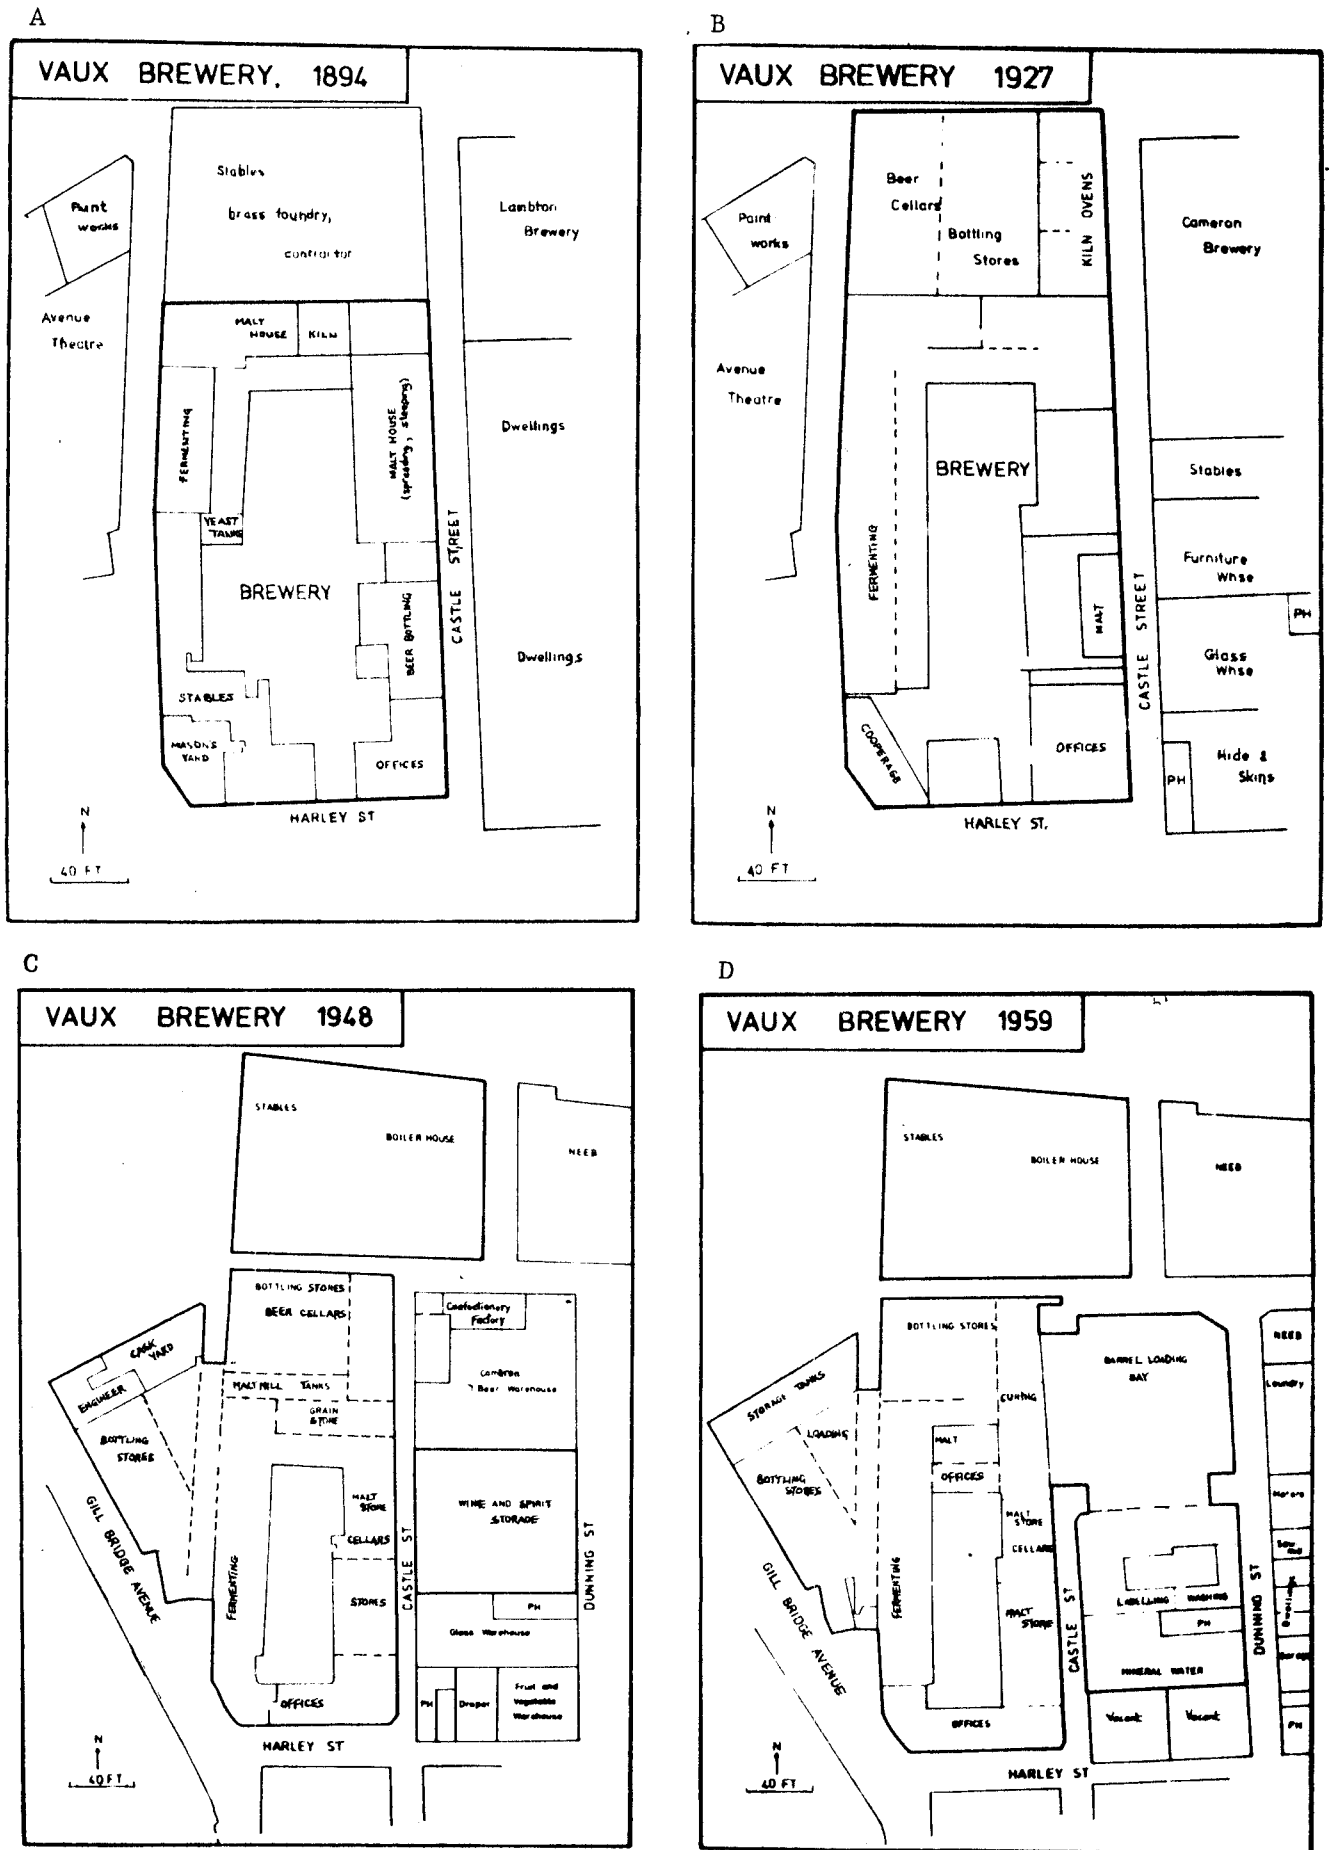 A
VAUX BREWERY. 1894
Stables
brass foundry,
contractor
Paint
works
Lambton
Brewery
Avenue
Theatre
MALT
HOUSE
KILN
FERMENTING
MALT HOUSE
(spreading, steeping)
Dwellings
YEAST
TANKS
BREWERY
CASTLE STREET
BEER BOTTLING
Dwellings
STABLES
MASON'S
YARD
OFFICES
HARLEY ST
N
40 FT
B
VAUX BREWERY 1927
Beer
Cellars
Bottling
Stores
KILN OVENS
Paint
works
Cameron
Brewery
Avenue
Theatre
BREWERY
Stables
FERMENTING
Furniture
Whse
MALT
CASTLE STREET
PH
Glass
Whse
COOPERAGE
OFFICES
PH
Hide &
Skins
HARLEY ST.
N
40 FT
C
VAUX BREWERY 1948
STABLES
BOILER HOUSE
NEEB
BOTTLING STORES
BEER CELLARS
Confectionery
Factory
CASK
YARD
ENGINEER
MALT MILL TANKS
Cameron
Beer Warehouse
GRAIN
STORE
BOTTLING
STORES
GILL BRIDGE AVENUE
MALT
STORE
CELLARS
WINE AND SPIRIT
STORAGE
FERMENTING
STORES
CASTLE ST
DUNNING ST
PH
Glass Warehouse
OFFICES
PH
Draper
Fruit and
Vegetable
Warehouse
HARLEY ST
N
40 FT
D
VAUX BREWERY 1959
STABLES
BOILER HOUSE
NEEB
BOTTLING STORES
BARREL LOADING
BAY
NEEB
Laundry
STORAGE TANKS
LOADING
CURING
MALT
OFFICES
BOTTLING
STORES
Motors
MALT
STORE
CELLARS
GILL BRIDGE AVENUE
FERMENTING
MALT
STORE
CASTLE ST
LABELLING WASHING
PH
MINERAL WATER
DUNNING ST
Dwellings
Garage
PH
Vacant
Vacant
OFFICES
HARLEY ST
N
40 FT